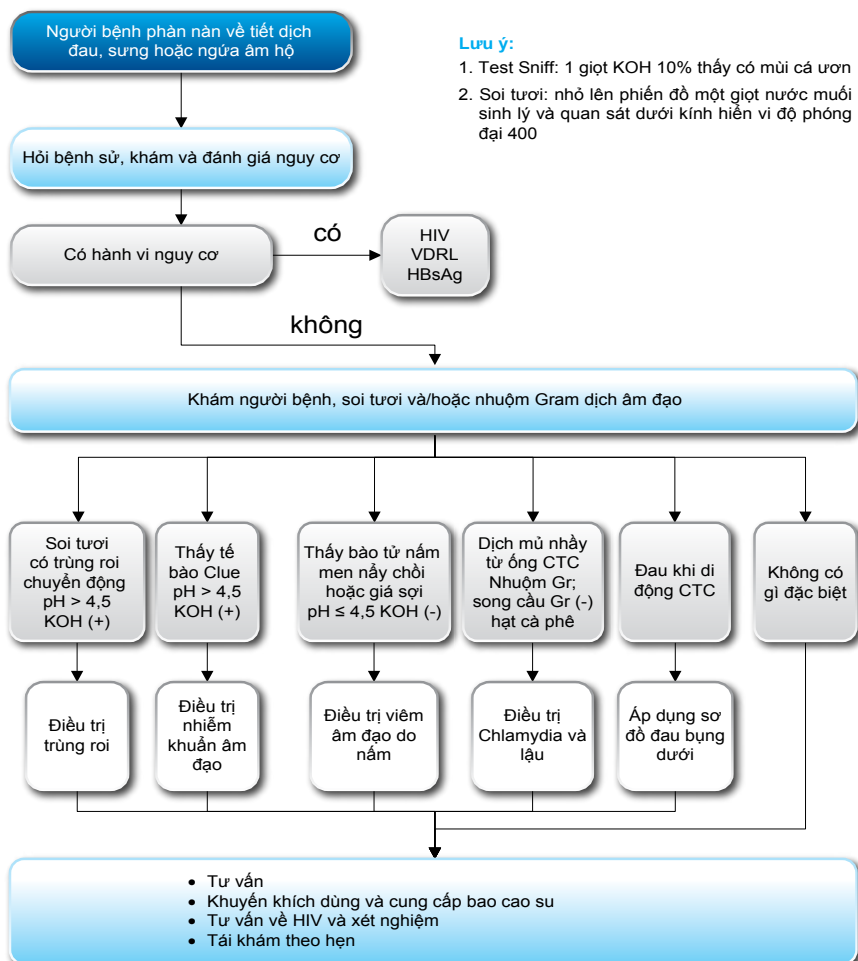 Người bệnh phàn nàn về tiết dịch
đau, sưng hoặc ngứa âm hộ
Lưu ý:
1. Test Sniff: 1 giọt KOH 10% thấy có mùi cá ươn
2. Soi tươi: nhỏ lên phiến đồ một giọt nước muối
sinh lý và quan sát dưới kính hiển vi độ phóng
đại 400
Hỏi bệnh sử, khám và đánh giá nguy cơ
Có hành vi nguy cơ
có
HIV
VDRL
HBsAg
không
Khám người bệnh, soi tươi và/hoặc nhuộm Gram dịch âm đạo
Soi tươi
có trùng roi
chuyển động
pH > 4,5
KOH (+)
Thấy tế
bào Clue
pH > 4,5
KOH (+)
Thấy bào tử nấm
men nẩy chồi
hoặc giá sợi
pH ≤ 4,5 KOH (-)
Dịch mủ nhầy
từ ống CTC
Nhuộm Gr;
song cầu Gr (-)
hạt cà phê
Đau khi di
động CTC
Không có
gì đặc biệt
Điều trị
trùng roi
Điều trị
nhiễm
khuẩn âm
đạo
Điều trị viêm
âm đạo do
nấm
Điều trị
Chlamydia và
lậu
Áp dụng sơ
đồ đau bụng
dưới
• Tư vấn
• Khuyến khích dùng và cung cấp bao cao su
• Tư vấn về HIV và xét nghiệm
• Tái khám theo hẹn